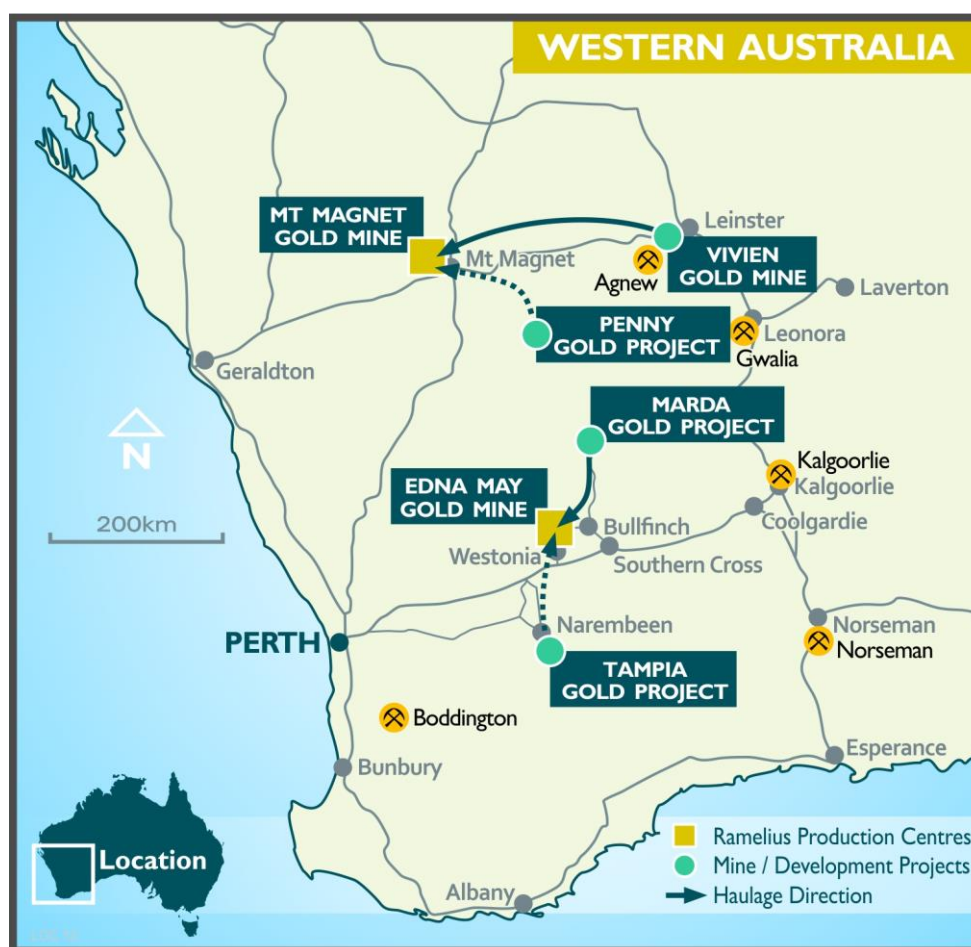 WESTERN AUSTRALIA
MT MAGNET
GOLD MINE
Mt Magnet
Leinster
VIVIEN
GOLD MINE
Agnew
Laverton
PENNY
GOLD PROJECT
Leonora
Gwalia
Geraldton
MARDA
GOLD PROJECT
N
200km
EDNA MAY
GOLD MINE
Kalgoorlie
Kalgoorlie
Coolgardie
Bullfinch
Westonia
Southern Cross
PERTH
Narembeen
Norseman
Norseman
TAMPIA
GOLD PROJECT
Boddington
Bunbury
Esperance
Albany
Location
Ramelius Production Centres
Mine / Development Projects
Haulage Direction